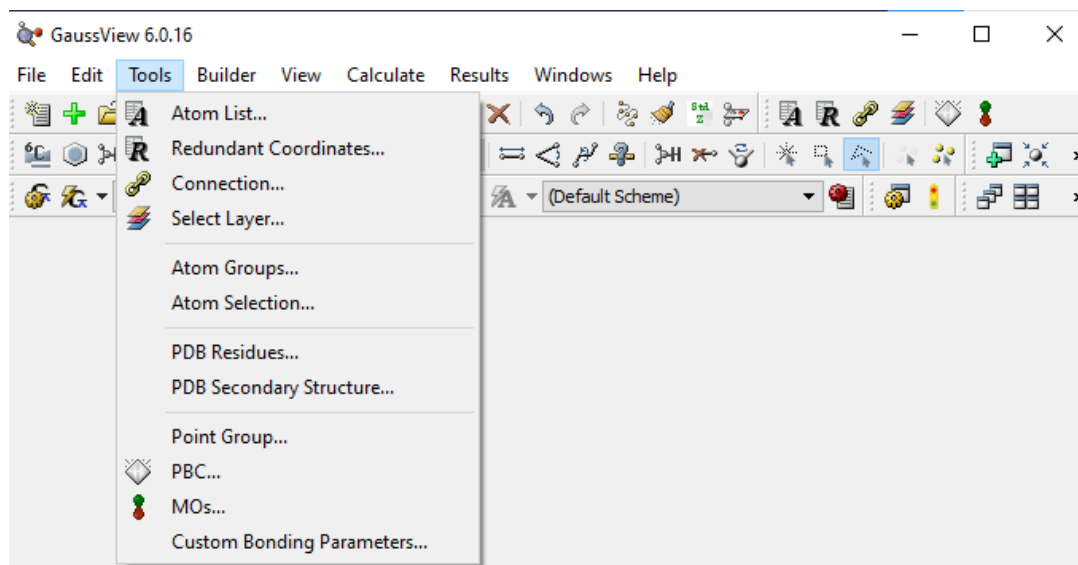 GaussView 6.0.16
File Edit Tools Builder View Calculate Results Windows Help
Atom List...
Redundant Coordinates...
Connection...
(Default Scheme)
Select Layer...
Atom Groups...
Atom Selection...
PDB Residues...
PDB Secondary Structure...
Point Group...
PBC...
MOs...
Custom Bonding Parameters...